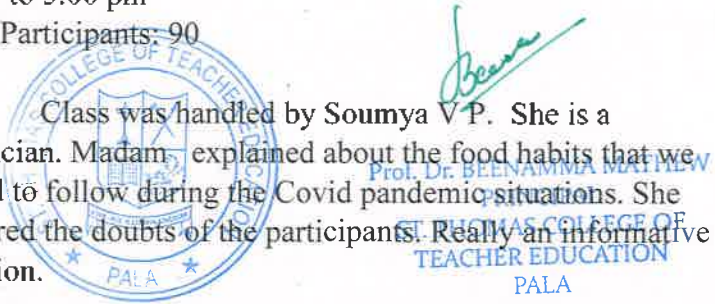 to 5:00 pm
Participants: 90
Beena
COLLEGE OF TEACHER EDUCATION
PALA
Class was handled by Soumya V P. She is a
cian. Madam explained about the food habits that we
Prof. Dr. BEENAMMA MATHEW
to follow during the Covid pandemic situations. She
red the doubts of the participants. Really an informative
ST. THOMAS COLLEGE OF
TEACHER EDUCATION
ion.
PALA